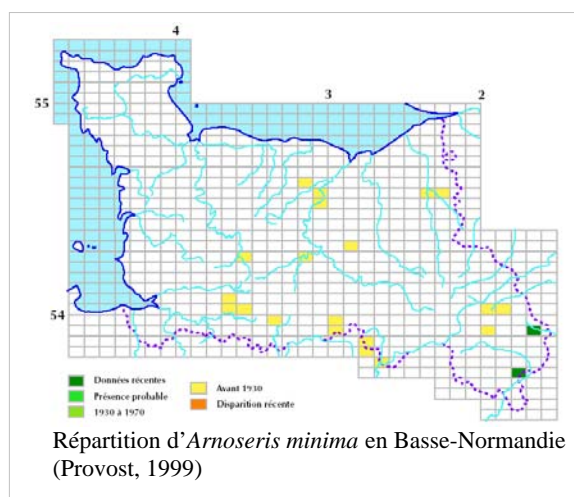 4
55
3
2
54
Données récentes
Présence probable
1930 à 1970
Avant 1930
Disparition récente
Répartition d'Arnoseris minima en Basse-Normandie
(Provost, 1999)